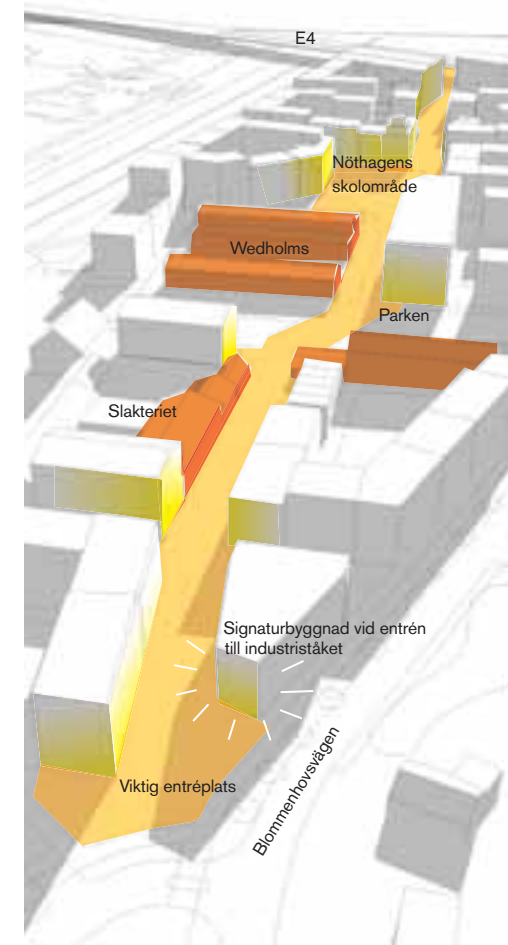 E4
Nöthagens
skolområde
Wedholms
Parken
Slakteriet
Signaturbyggnad vid entrén
till industriståket
Viktig entréplats
Blommenhovsvägen